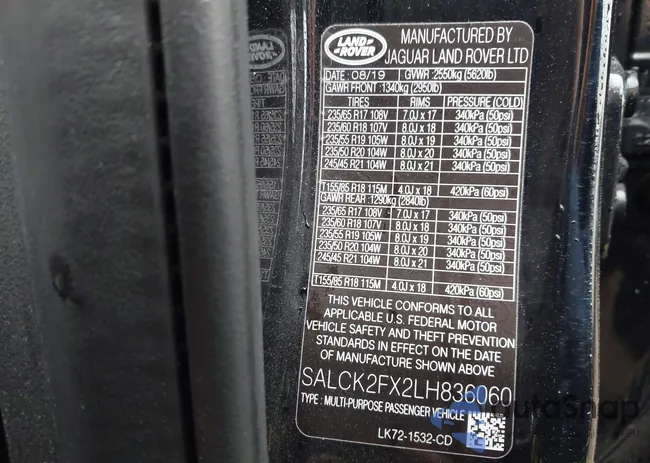 LAND ROVER
MANUFACTURED BY
JAGUAR LAND ROVER LTD
DATE : 08/19 GVWR :2550kg (5620lb)
GAWR FRONT :1340kg (2950lb)
TIRES RIMS PRESSURE (COLD)
235/65 R17 108V 7.0J x 17 340kPa (50psi)
235/60 R18 107V 8.0J x 18 340kPa (50psi)
235/55 R19 105W 8.0J x 19 340kPa (50psi)
235/50 R20 104W 8.0J x 20 340kPa (50psi)
245/45 R21 104W 8.0J x 21 340kPa (50psi)
T155/85 R18 115M 4.0J x 18 420kPa (60psi)
GAWR REAR :1290kg (2840lb)
235/65 R17 108V 7.0J x 17 340kPa (50psi)
235/60 R18 107V 8.0J x 18 340kPa (50psi)
235/55 R19 105W 8.0J x 19 340kPa (50psi)
235/50 R20 104W 8.0J x 20 340kPa (50psi)
245/45 R21 104W 8.0J x 21 340kPa (50psi)
T155/85 R18 115M 4.0J x 18 420kPa (60psi)
THIS VEHICLE CONFORMS TO ALL
APPLICABLE U.S. FEDERAL MOTOR
VEHICLE SAFETY AND THEFT PREVENTION
STANDARDS IN EFFECT ON THE DATE
OF MANUFACTURE SHOWN ABOVE
SALCK2FX2LH836060
TYPE : MULTI-PURPOSE PASSENGER VEHICLE
LK72-1532-CD
AutaSnap